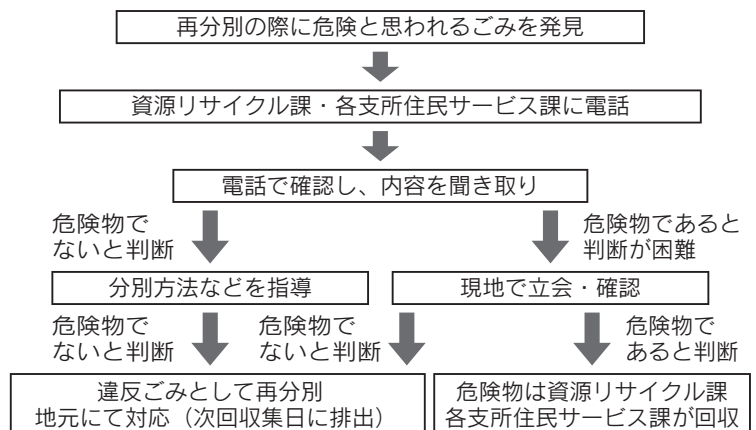 再分別の際に危険と思われるごみを発見
資源リサイクル課・各支所住民サービス課に電話
電話で確認し、内容を聞き取り
危険物で
ないと判断
危険物であると
判断が困難
分別方法などを指導
現地で立会・確認
危険物で
ないと判断
危険物で
ないと判断
危険物で
あると判断
違反ごみとして再分別
地元にて対応（次回収集日に排出）
危険物は資源リサイクル課
各支所住民サービス課が回収